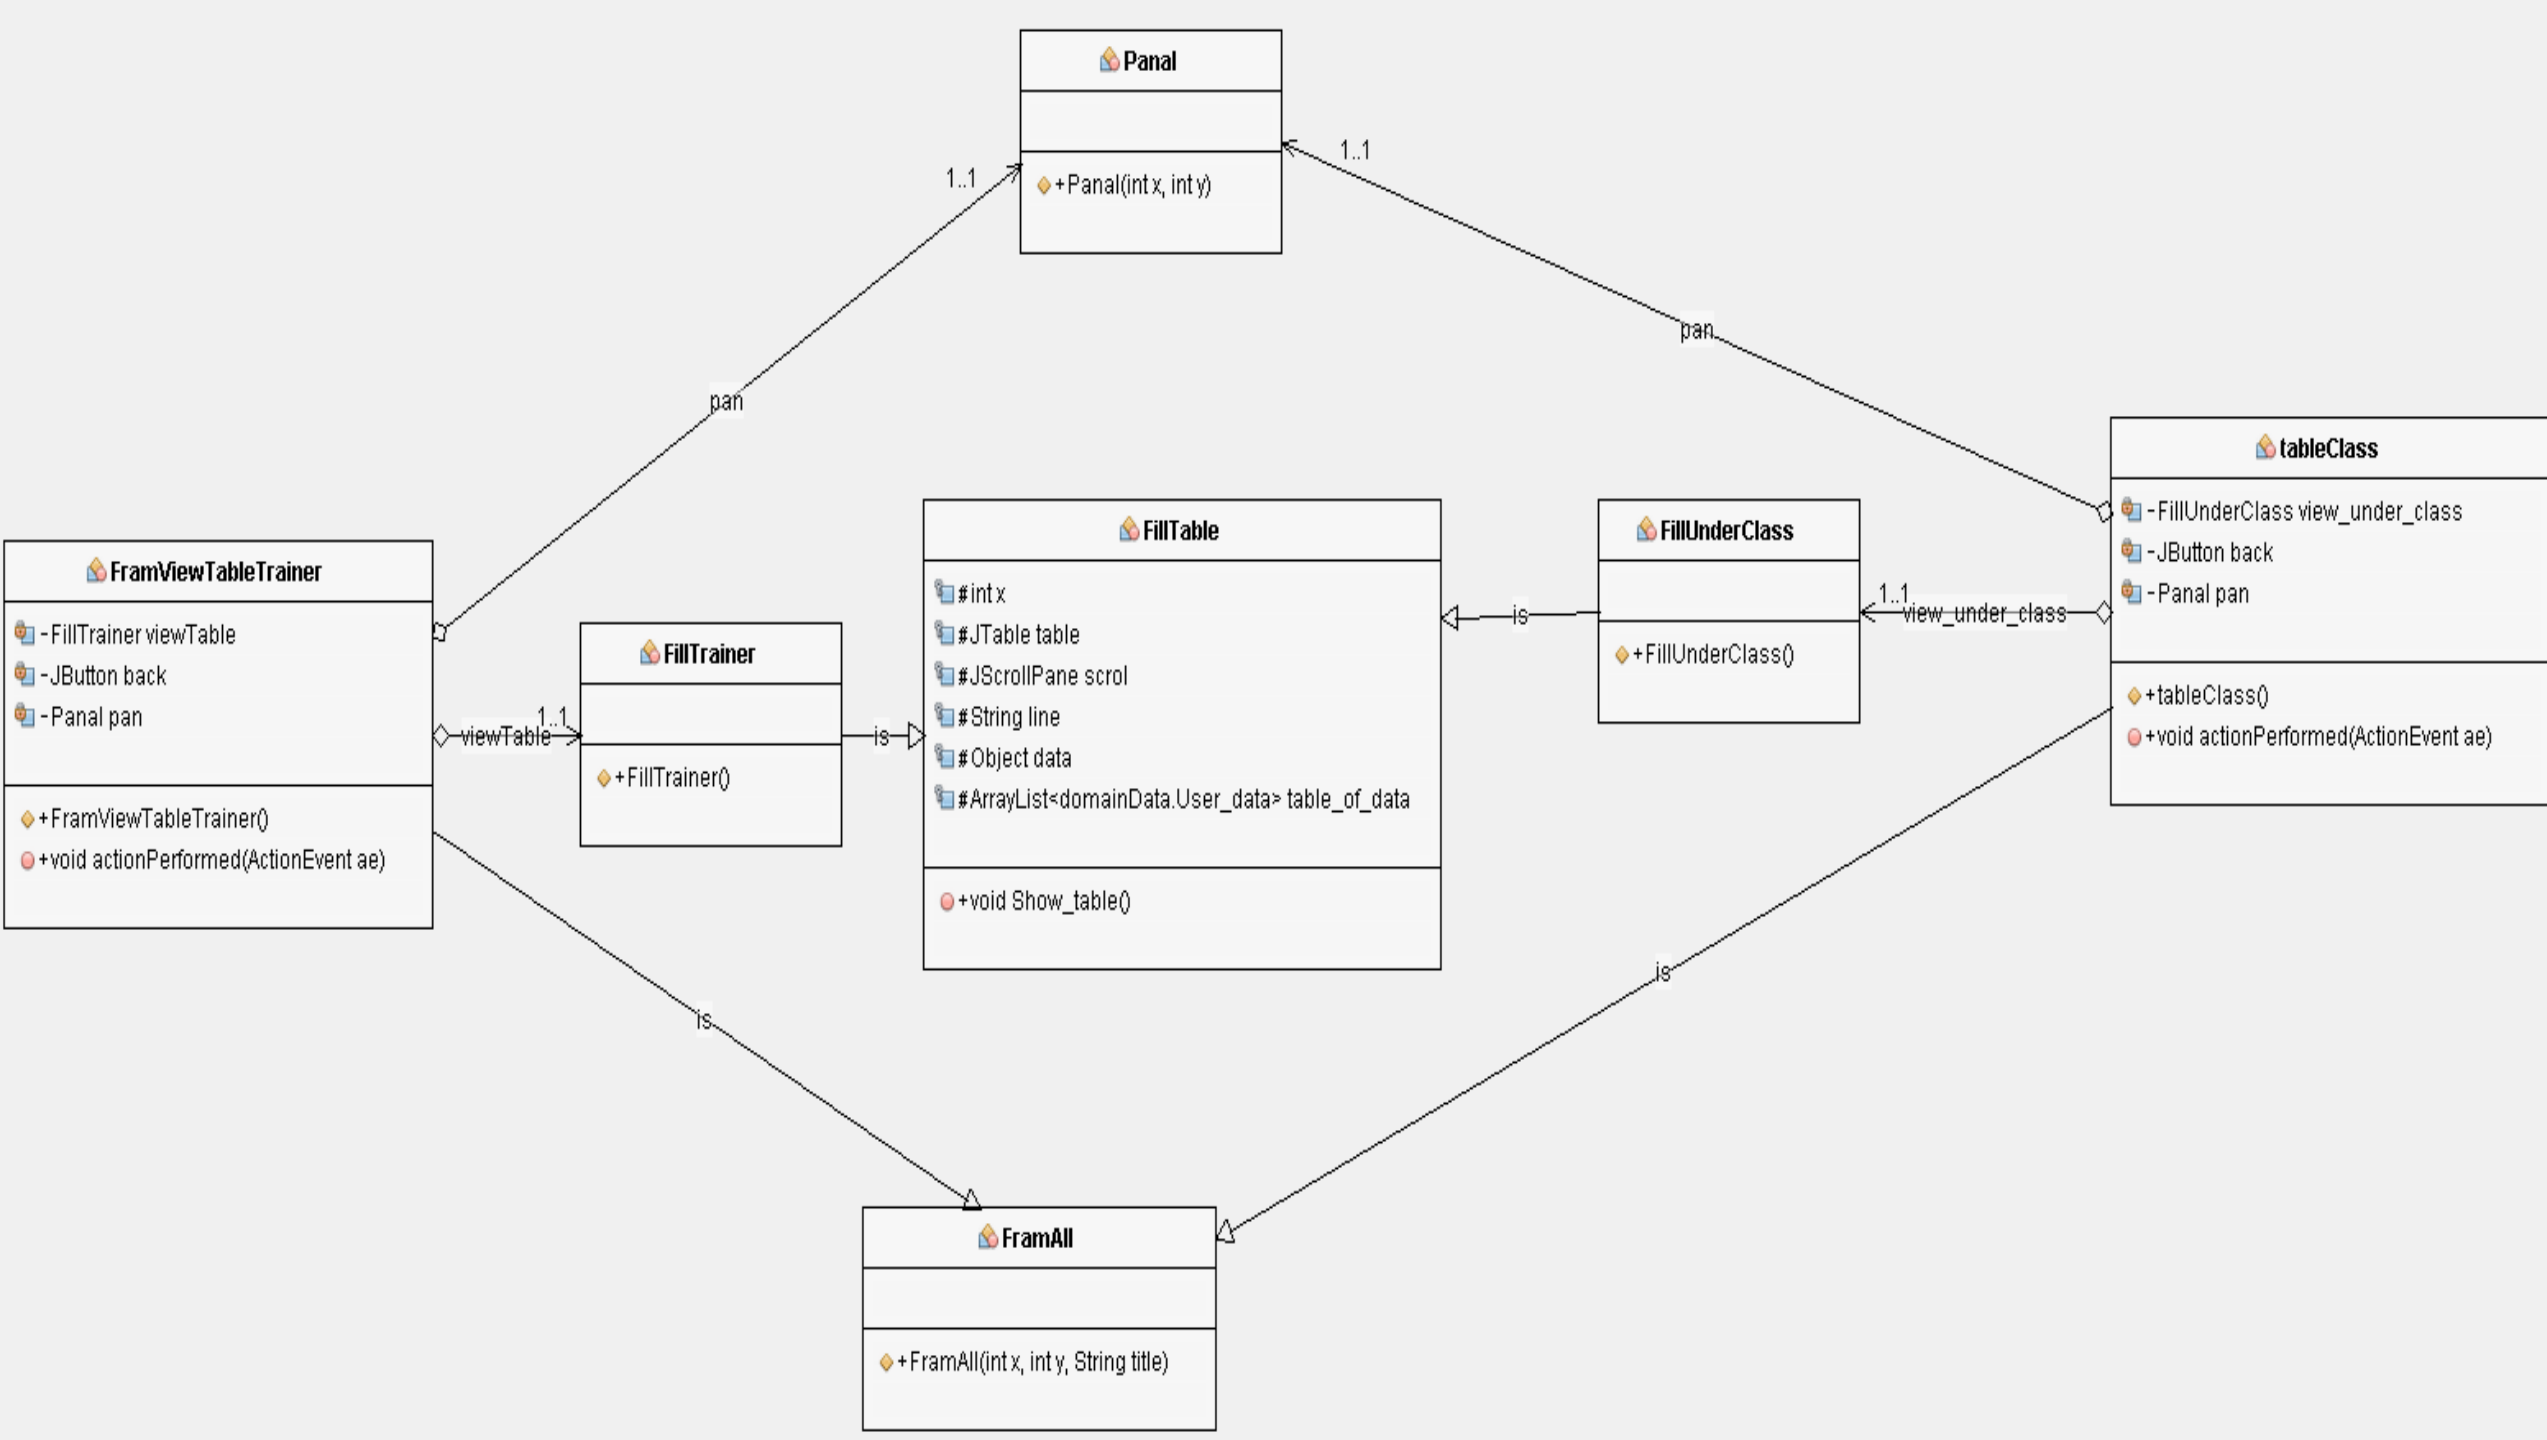 Panal
+Panal(int x, int y)
1..1
1..1
pan
pan
tableClass
-FillUnderClass view_under_class
-JButton back
-Panal pan
+tableClass()
+void actionPerformed(ActionEvent ae)
FramViewTableTrainer
-FillTrainer viewTable
-JButton back
-Panal pan
+FramViewTableTrainer()
+void actionPerformed(ActionEvent ae)
1..1
viewTable
FillTrainer
+FillTrainer()
is
FillTable
#int x
#JTable table
#JScrollPane scrol
#String line
#Object data
#ArrayList<domainData.User_data> table_of_data
+void Show_table()
is
FillUnderClass
+FillUnderClass()
1..1
view_under_class
is
is
FramAll
+FramAll(int x, int y, String title)